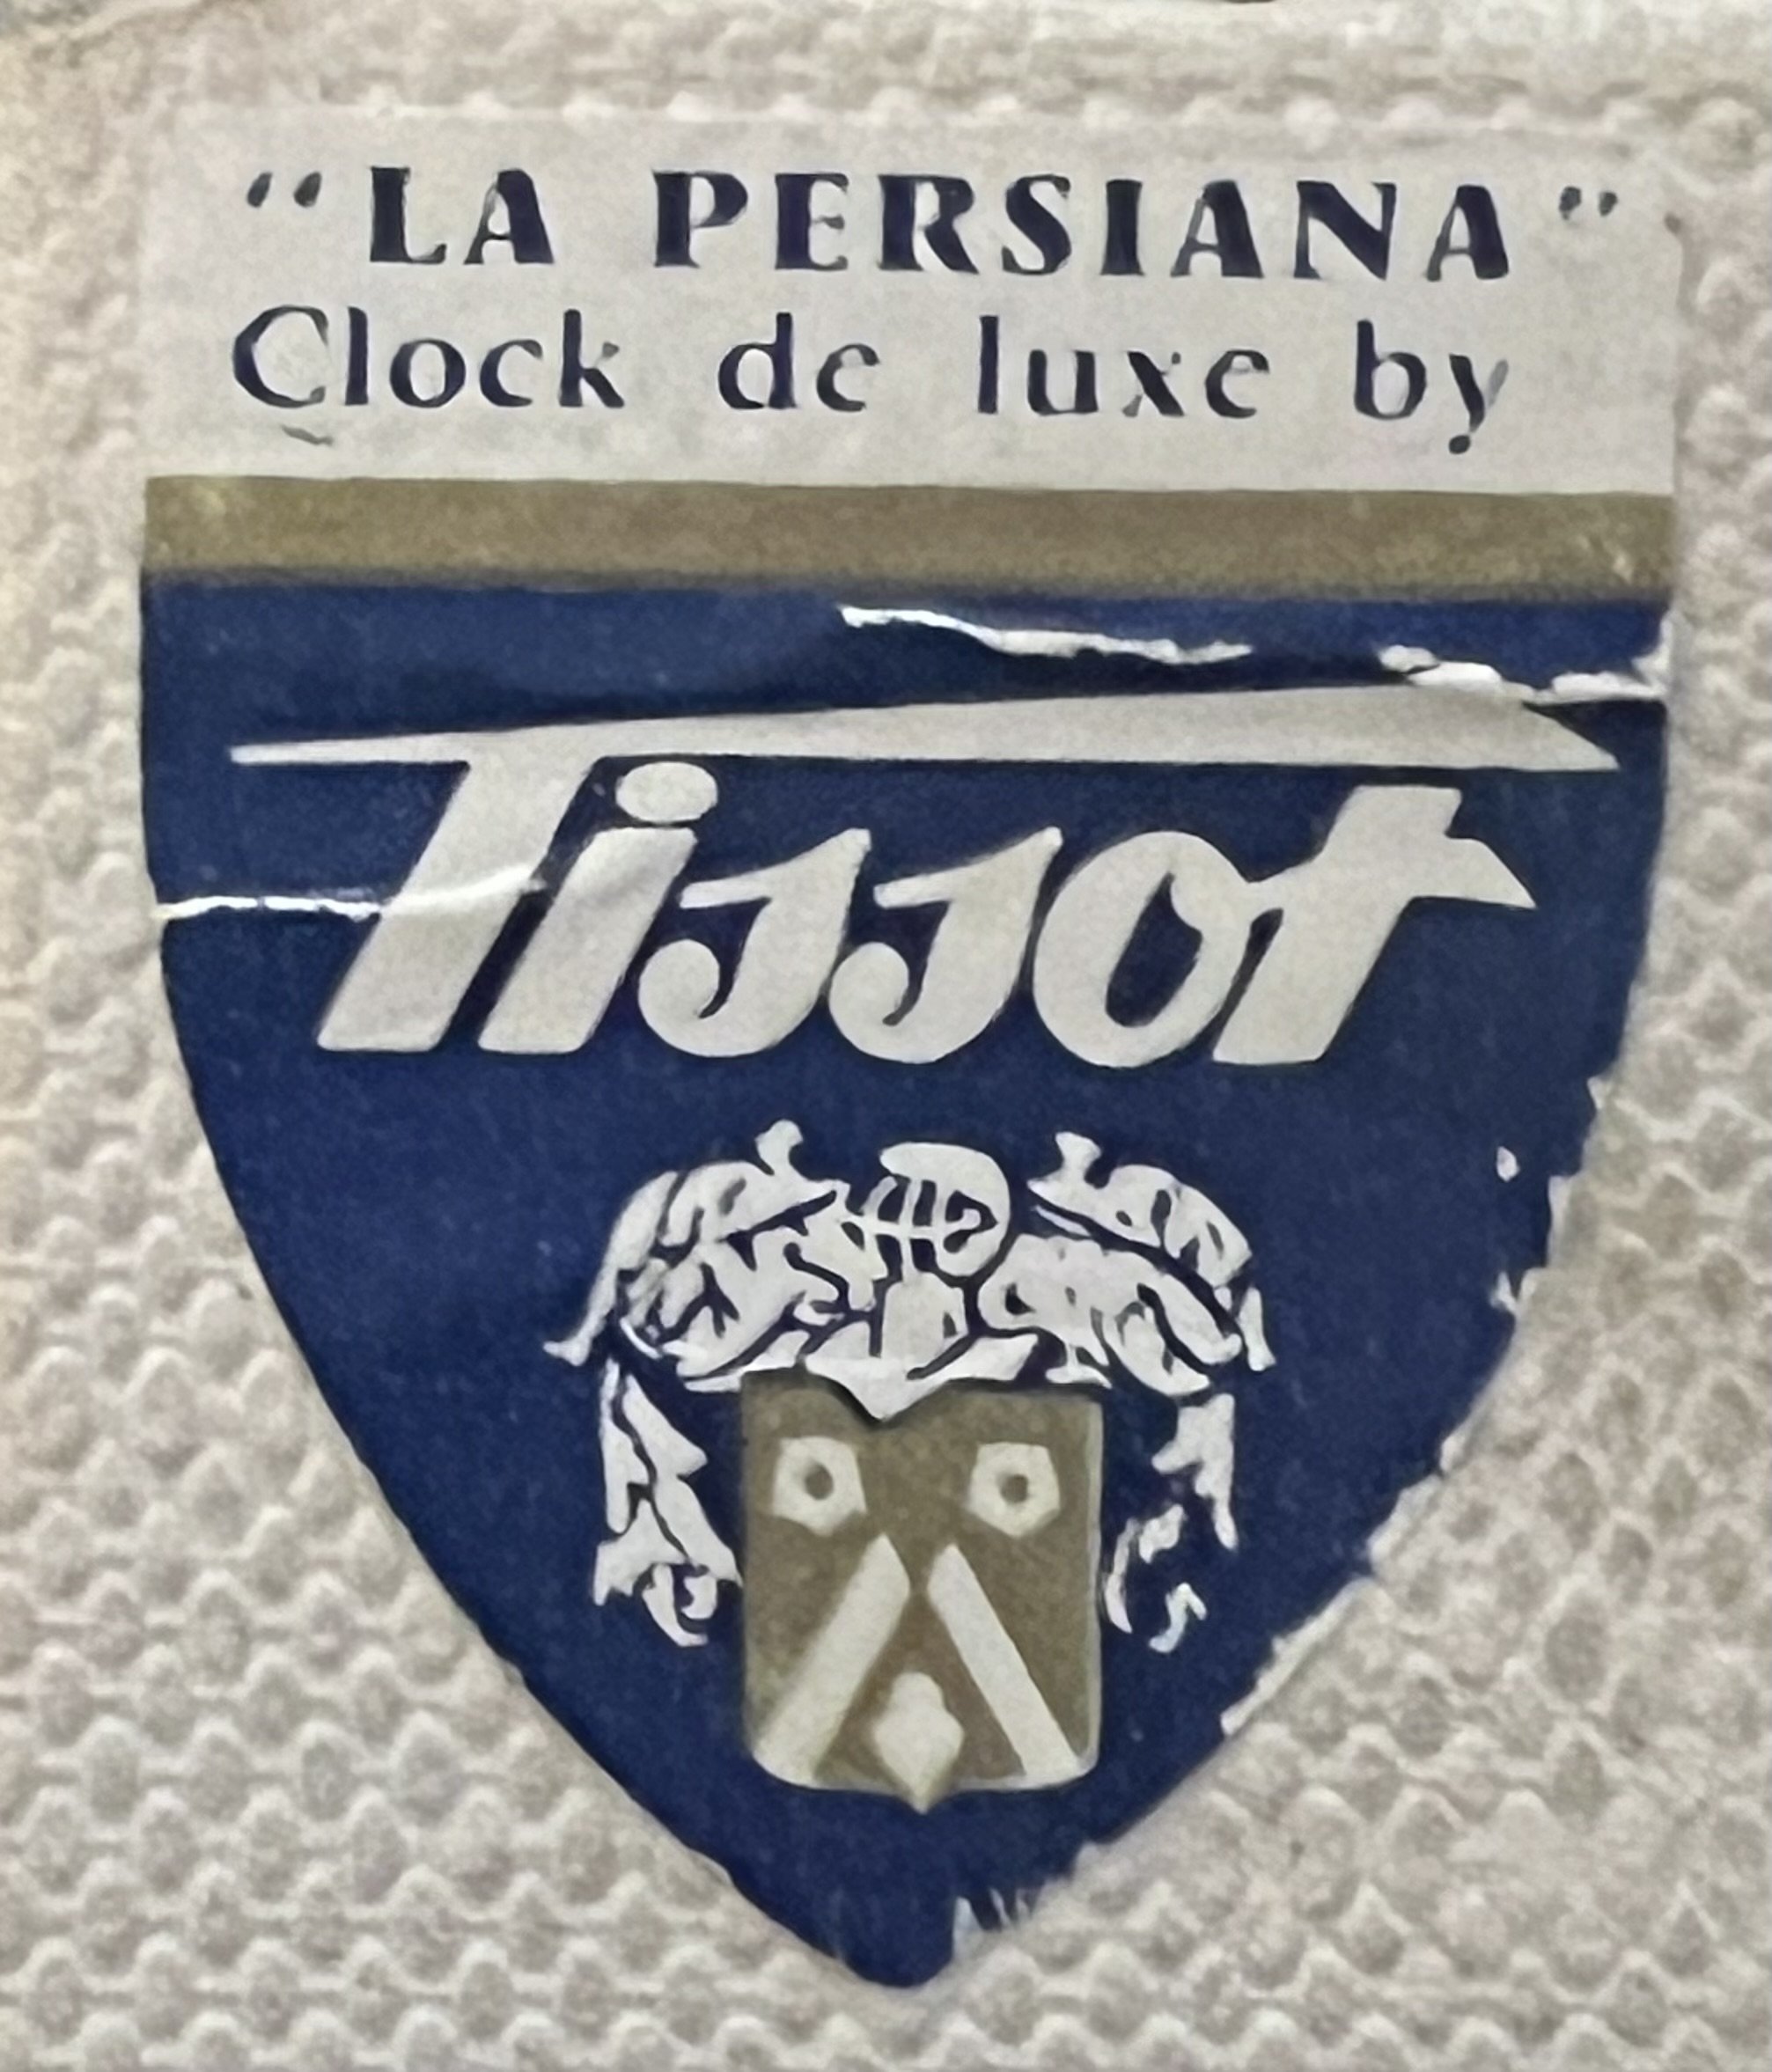 "LA PERSIANA"
Clock de luxe by
Tissot